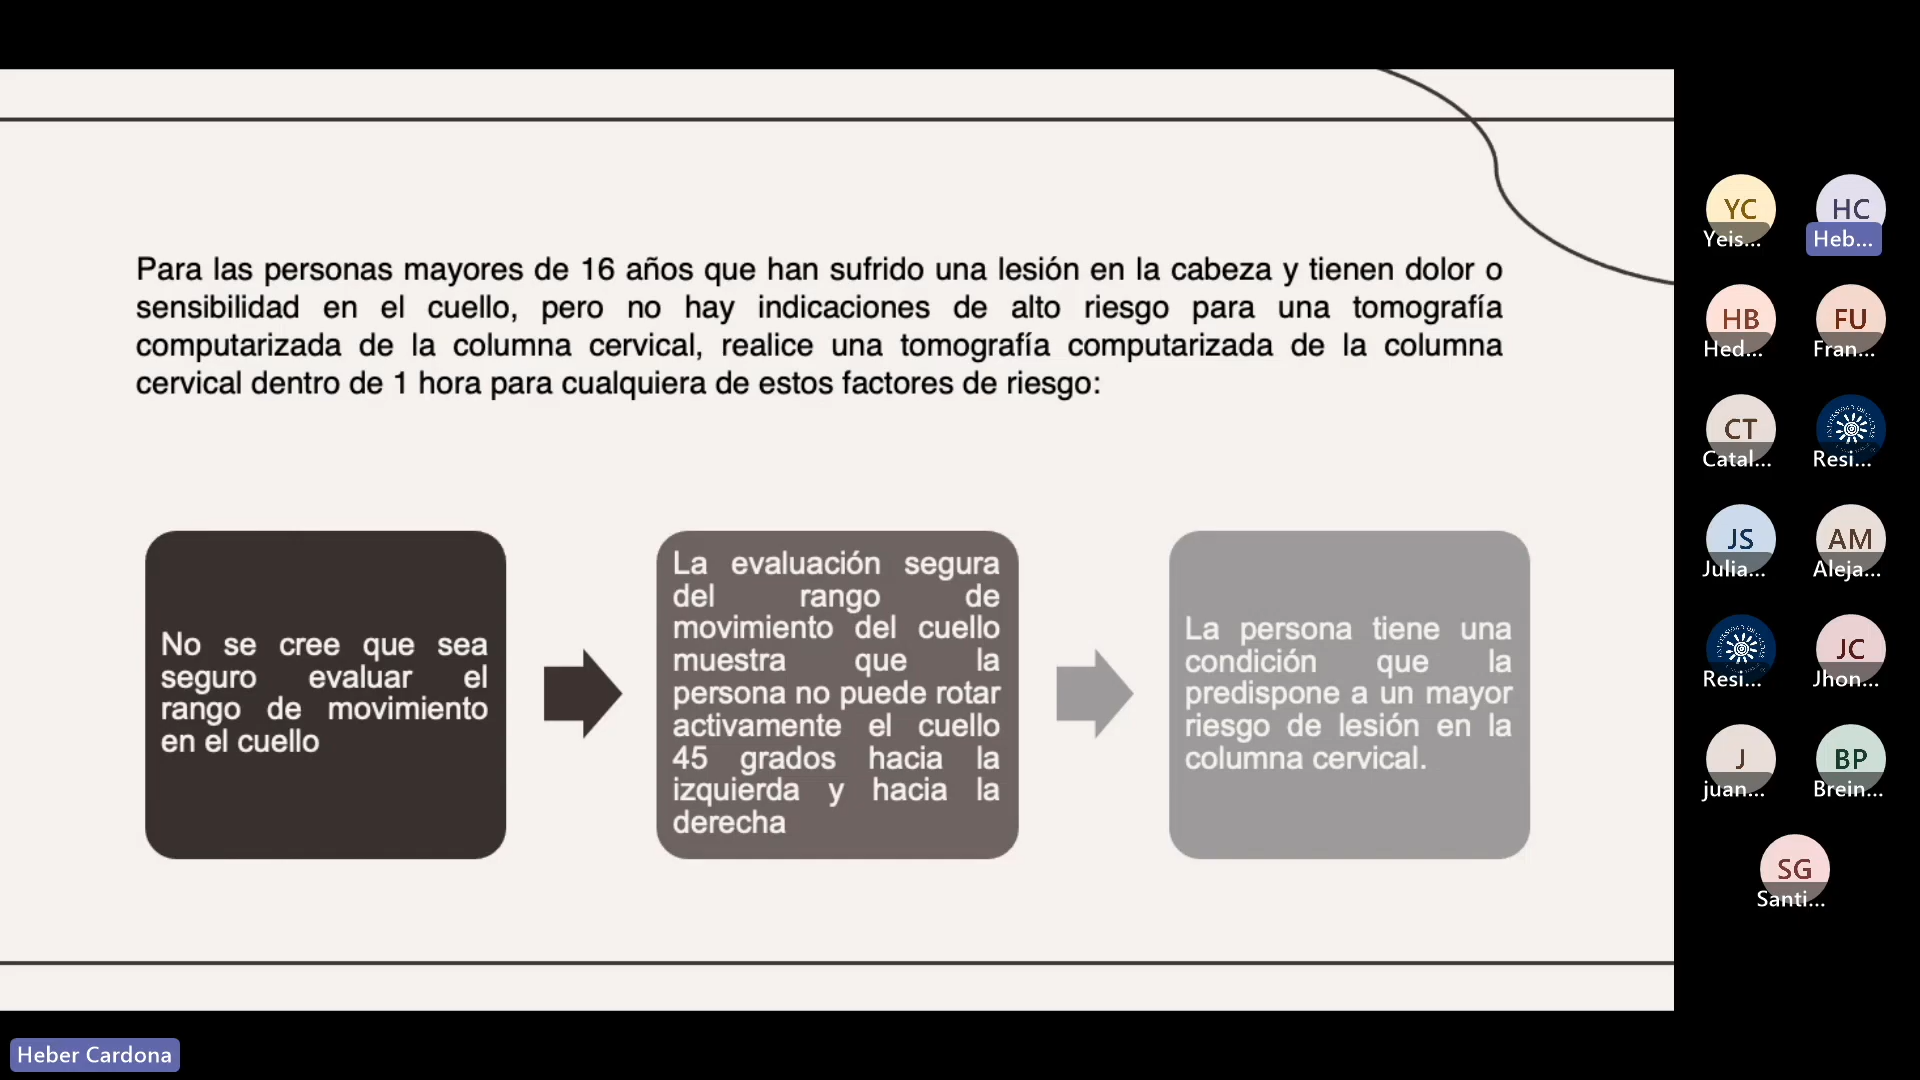 Para las personas mayores de 16 años que han sufrido una lesión en la cabeza y tienen dolor o
sensibilidad en el cuello, pero no hay indicaciones de alto riesgo para una tomografía
computarizada de la columna cervical, realice una tomografía computarizada de la columna
cervical dentro de 1 hora para cualquiera de estos factores de riesgo:
No se cree que sea
seguro evaluar el
rango de movimiento
en el cuello
La evaluación segura
del rango de
movimiento del cuello
muestra que la
persona no puede rotar
activamente el cuello
45 grados hacia la
izquierda y hacia la
derecha
La persona tiene una
condición que la
predispone a un mayor
riesgo de lesión en la
columna cervical.
YC
Yeis...
HC
Heb...
HB
Hed...
FU
Fran...
CT
Catal...
Resi...
JS
Julia...
AM
Aleja...
Resi...
JC
Jhon...
J
juan...
BP
Brein...
SG
Santi...
Heber Cardona